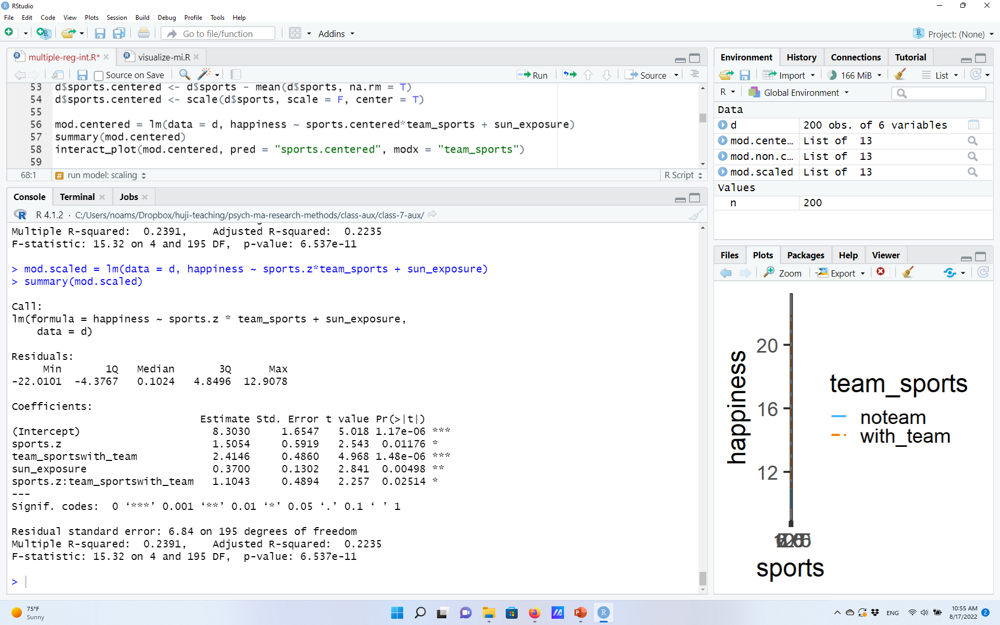 RStudio
File Edit Code View Plots Session Build Debug Profile Tools Help
Go to file/function Addins Project: (None)
multiple-reg-int.R* visualize-mi.R
Source on Save Run Source
53 d$sports.centered <- d$sports - mean(d$sports, na.rm = T)
54 d$sports.centered <- scale(d$sports, scale = F, center = T)
55
56 mod.centered = lm(data = d, happiness ~ sports.centered*team_sports + sun_exposure)
57 summary(mod.centered)
58 interact_plot(mod.centered, pred = "sports.centered", modx = "team_sports")
59
68:1 # run model: scaling R Script
Console Terminal Jobs
R 4.1.2 · C:/Users/noams/Dropbox/huji-teaching/psych-ma-research-methods/class-aux/class-7-aux/
Multiple R-squared:  0.2391,    Adjusted R-squared:  0.2235
F-statistic: 15.32 on 4 and 195 DF,  p-value: 6.537e-11
> mod.scaled = lm(data = d, happiness ~ sports.z*team_sports + sun_exposure)
> summary(mod.scaled)
Call:
lm(formula = happiness ~ sports.z * team_sports + sun_exposure,
    data = d)
Residuals:
     Min       1Q   Median       3Q      Max
-22.0101  -4.3767   0.1024   4.8496  12.9078
Coefficients:
                              Estimate Std. Error t value Pr(>|t|)
(Intercept)                     8.3030     1.6547   5.018 1.17e-06 ***
sports.z                        1.5054     0.5919   2.543  0.01176 *
team_sportswith_team            2.4146     0.4860   4.968 1.48e-06 ***
sun_exposure                    0.3700     0.1302   2.841  0.00498 **
sports.z:team_sportswith_team   1.1043     0.4894   2.257  0.02514 *
---
Signif. codes:  0 ‘***’ 0.001 ‘**’ 0.01 ‘*’ 0.05 ‘.’ 0.1 ‘ ’ 1
Residual standard error: 6.84 on 195 degrees of freedom
Multiple R-squared:  0.2391,    Adjusted R-squared:  0.2235
F-statistic: 15.32 on 4 and 195 DF,  p-value: 6.537e-11
>
Environment History Connections Tutorial
Import 166 MiB List
R Global Environment
Data
d 200 obs. of 6 variables
mod.cente… List of  13
mod.non.c… List of  13
mod.scaled List of  13
Values
n 200
Files Plots Packages Help Viewer
Zoom Export
happiness
20
16
12
sports
team_sports
noteam
with_team
75°F
Sunny
ENG
10:55 AM
8/17/2022
2